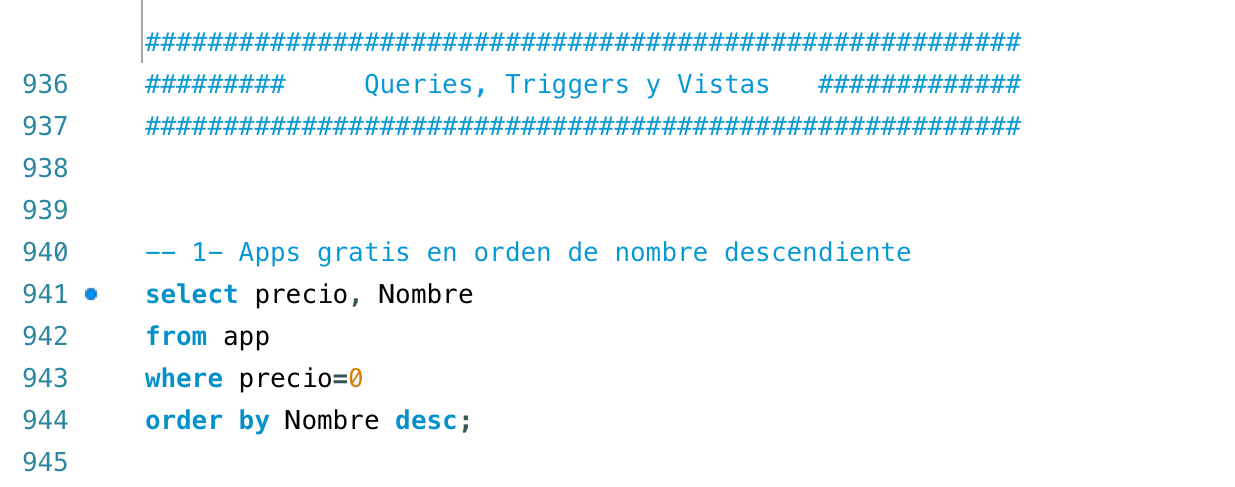 ########################################################
936 #########     Queries, Triggers y Vistas   #############
937 ########################################################
938
939
940 -- 1- Apps gratis en orden de nombre descendiente
941 select precio, Nombre
942 from app
943 where precio=0
944 order by Nombre desc;
945